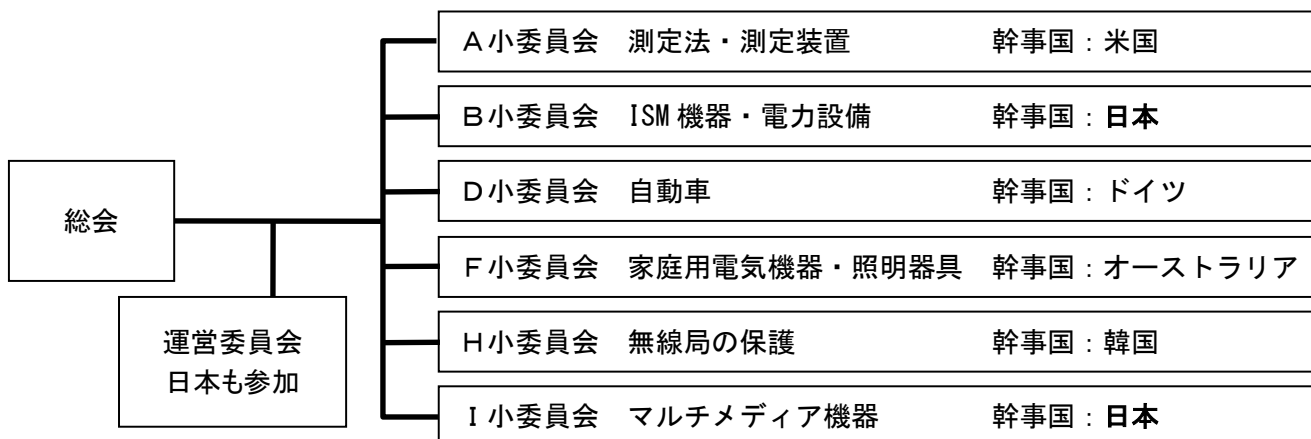 A小委員会 測定法・測定装置 幹事国：米国
B小委員会 ISM 機器・電力設備 幹事国：日本
D小委員会 自動車 幹事国：ドイツ
総会
F小委員会 家庭用電気機器・照明器具 幹事国：オーストラリア
運営委員会
日本も参加
H小委員会 無線局の保護 幹事国：韓国
I小委員会 マルチメディア機器 幹事国：日本